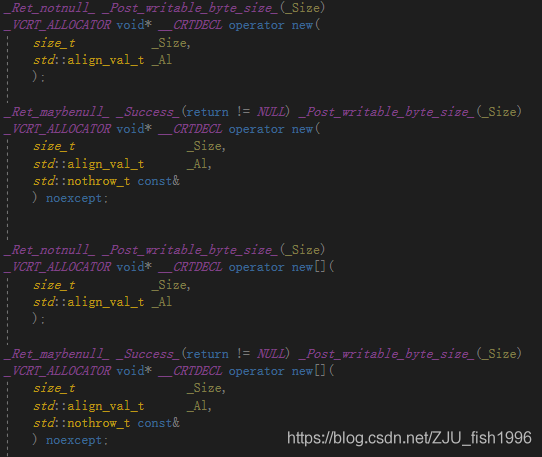 _Ret_notnull_ _Post_writable_byte_size_(_Size)
_VCRT_ALLOCATOR void* __CRTDECL operator new(
size_t _Size,
std::align_val_t _Al
);
_Ret_maybenull_ _Success_(return != NULL) _Post_writable_byte_size_(_Size)
_VCRT_ALLOCATOR void* __CRTDECL operator new(
size_t _Size,
std::align_val_t _Al,
std::nothrow_t const&
) noexcept;
_Ret_notnull_ _Post_writable_byte_size_(_Size)
_VCRT_ALLOCATOR void* __CRTDECL operator new[](
size_t _Size,
std::align_val_t _Al
);
_Ret_maybenull_ _Success_(return != NULL) _Post_writable_byte_size_(_Size)
_VCRT_ALLOCATOR void* __CRTDECL operator new[](
size_t _Size,
std::align_val_t _Al,
std::nothrow_t const&
) noexcept;
https://blog.csdn.net/ZJU_fish1996